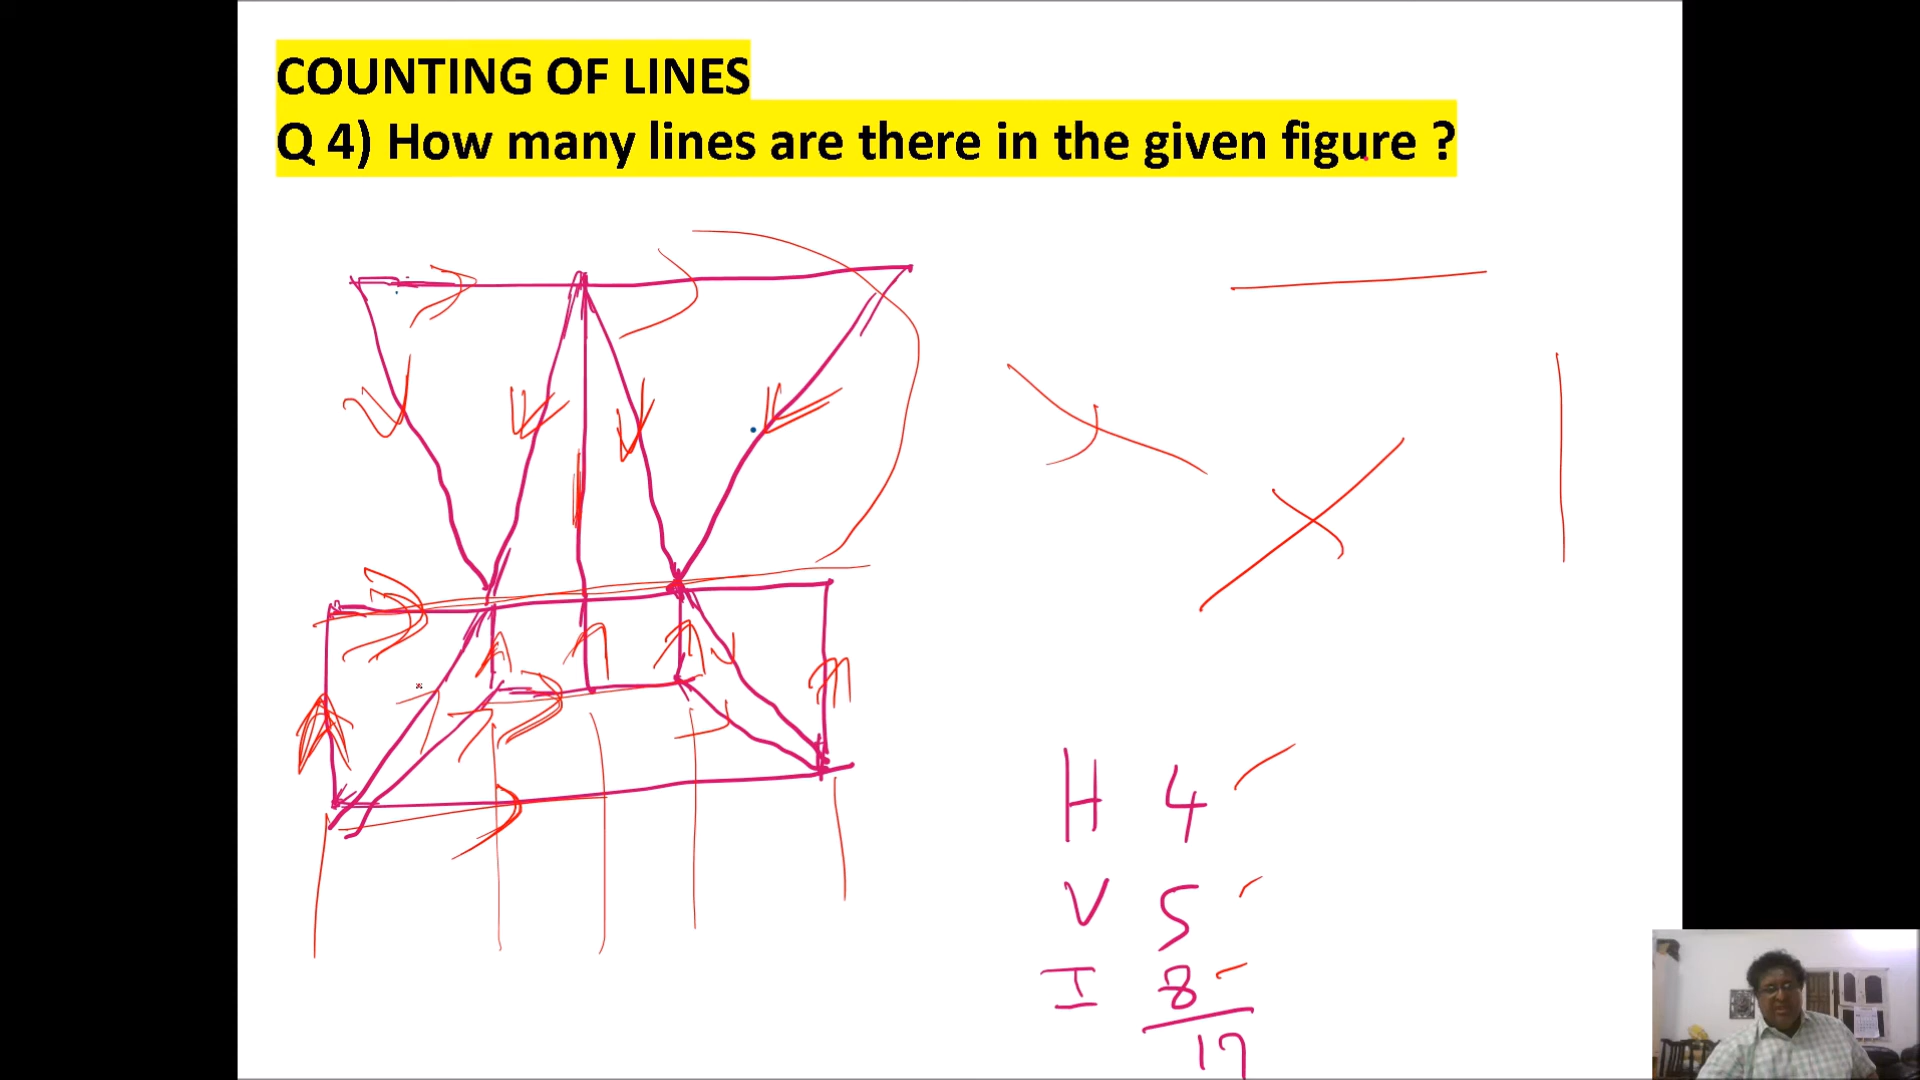 COUNTING OF LINES
Q 4) How many lines are there in the given figure ?
H 4
V 5
I 8
17